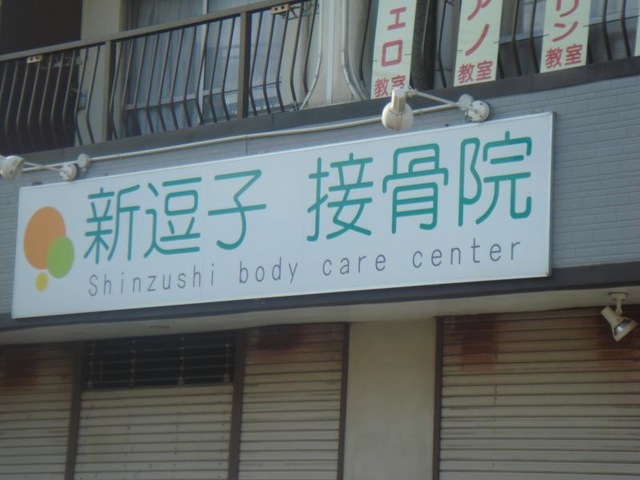 ェロ
教室
アノ
教室
リン
教室
新逗子 接骨院
Shinzushi body care center